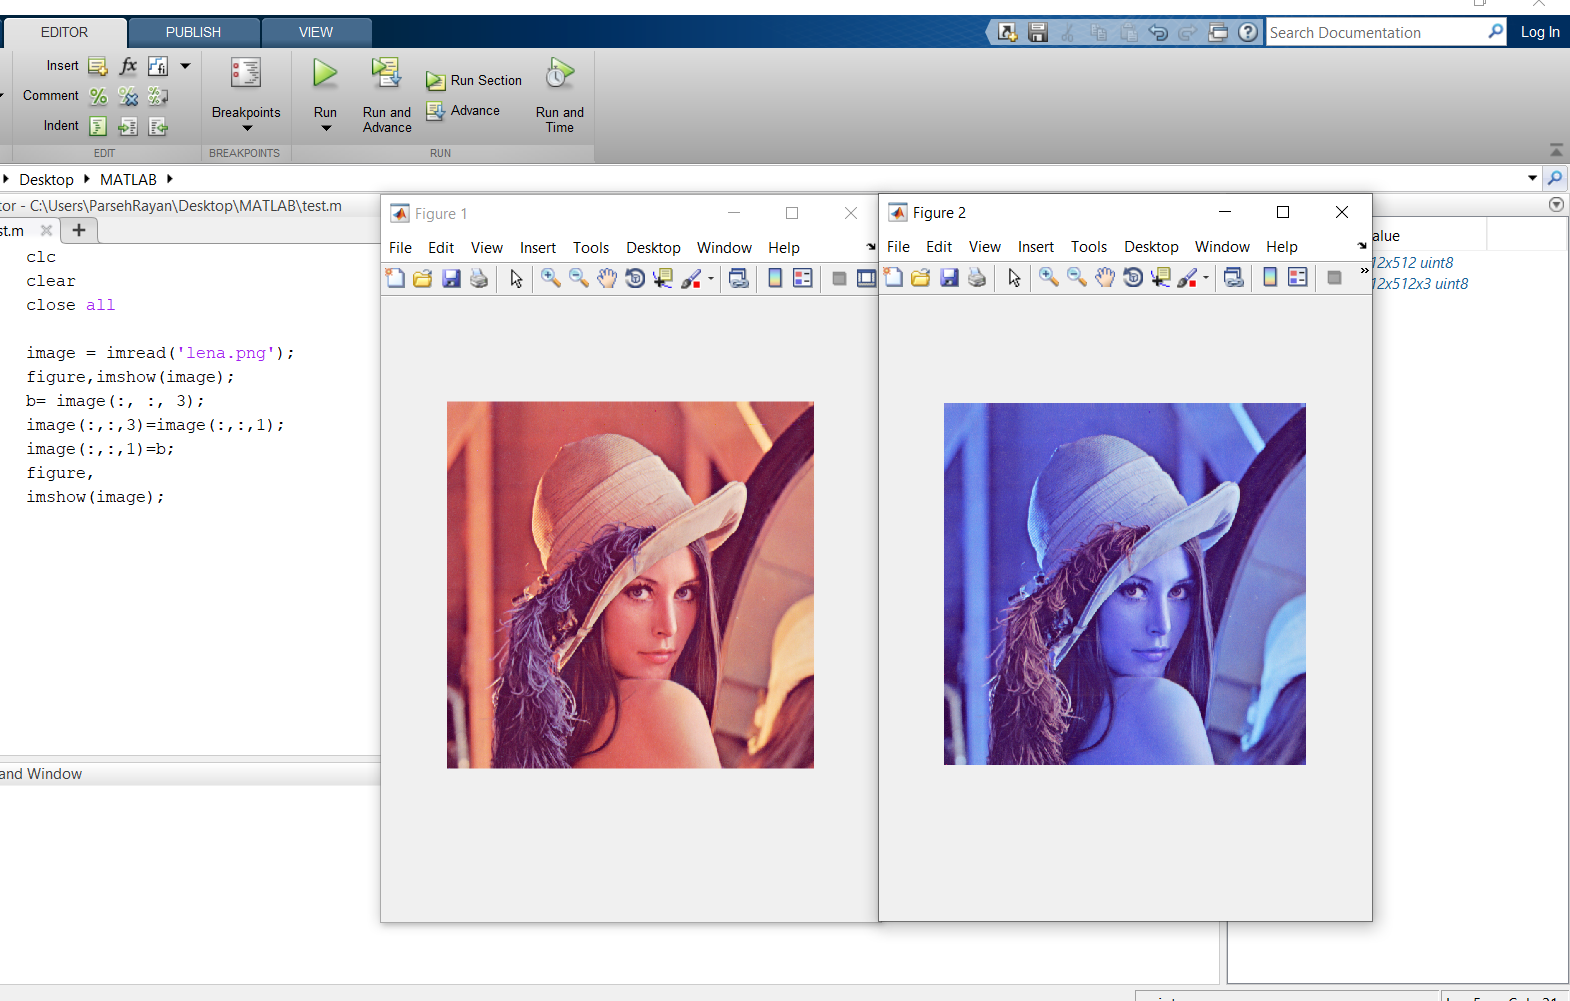 EDITOR
PUBLISH
VIEW
Search Documentation
Log In
Insert
fx
fi
Comment
Indent
EDIT
Breakpoints
BREAKPOINTS
Run
Run and Advance
Run Section
Advance
Run and Time
RUN
Desktop
MATLAB
tor - C:\Users\ParsehRayan\Desktop\MATLAB\test.m
st.m
clc
clear
close all
image = imread('lena.png');
figure,imshow(image);
b= image(:, :, 3);
image(:,:,3)=image(:,:,1);
image(:,:,1)=b;
figure,
imshow(image);
and Window
Figure 1
File Edit View Insert Tools Desktop Window Help
Figure 2
File Edit View Insert Tools Desktop Window Help
alue
12x512 uint8
12x512x3 uint8